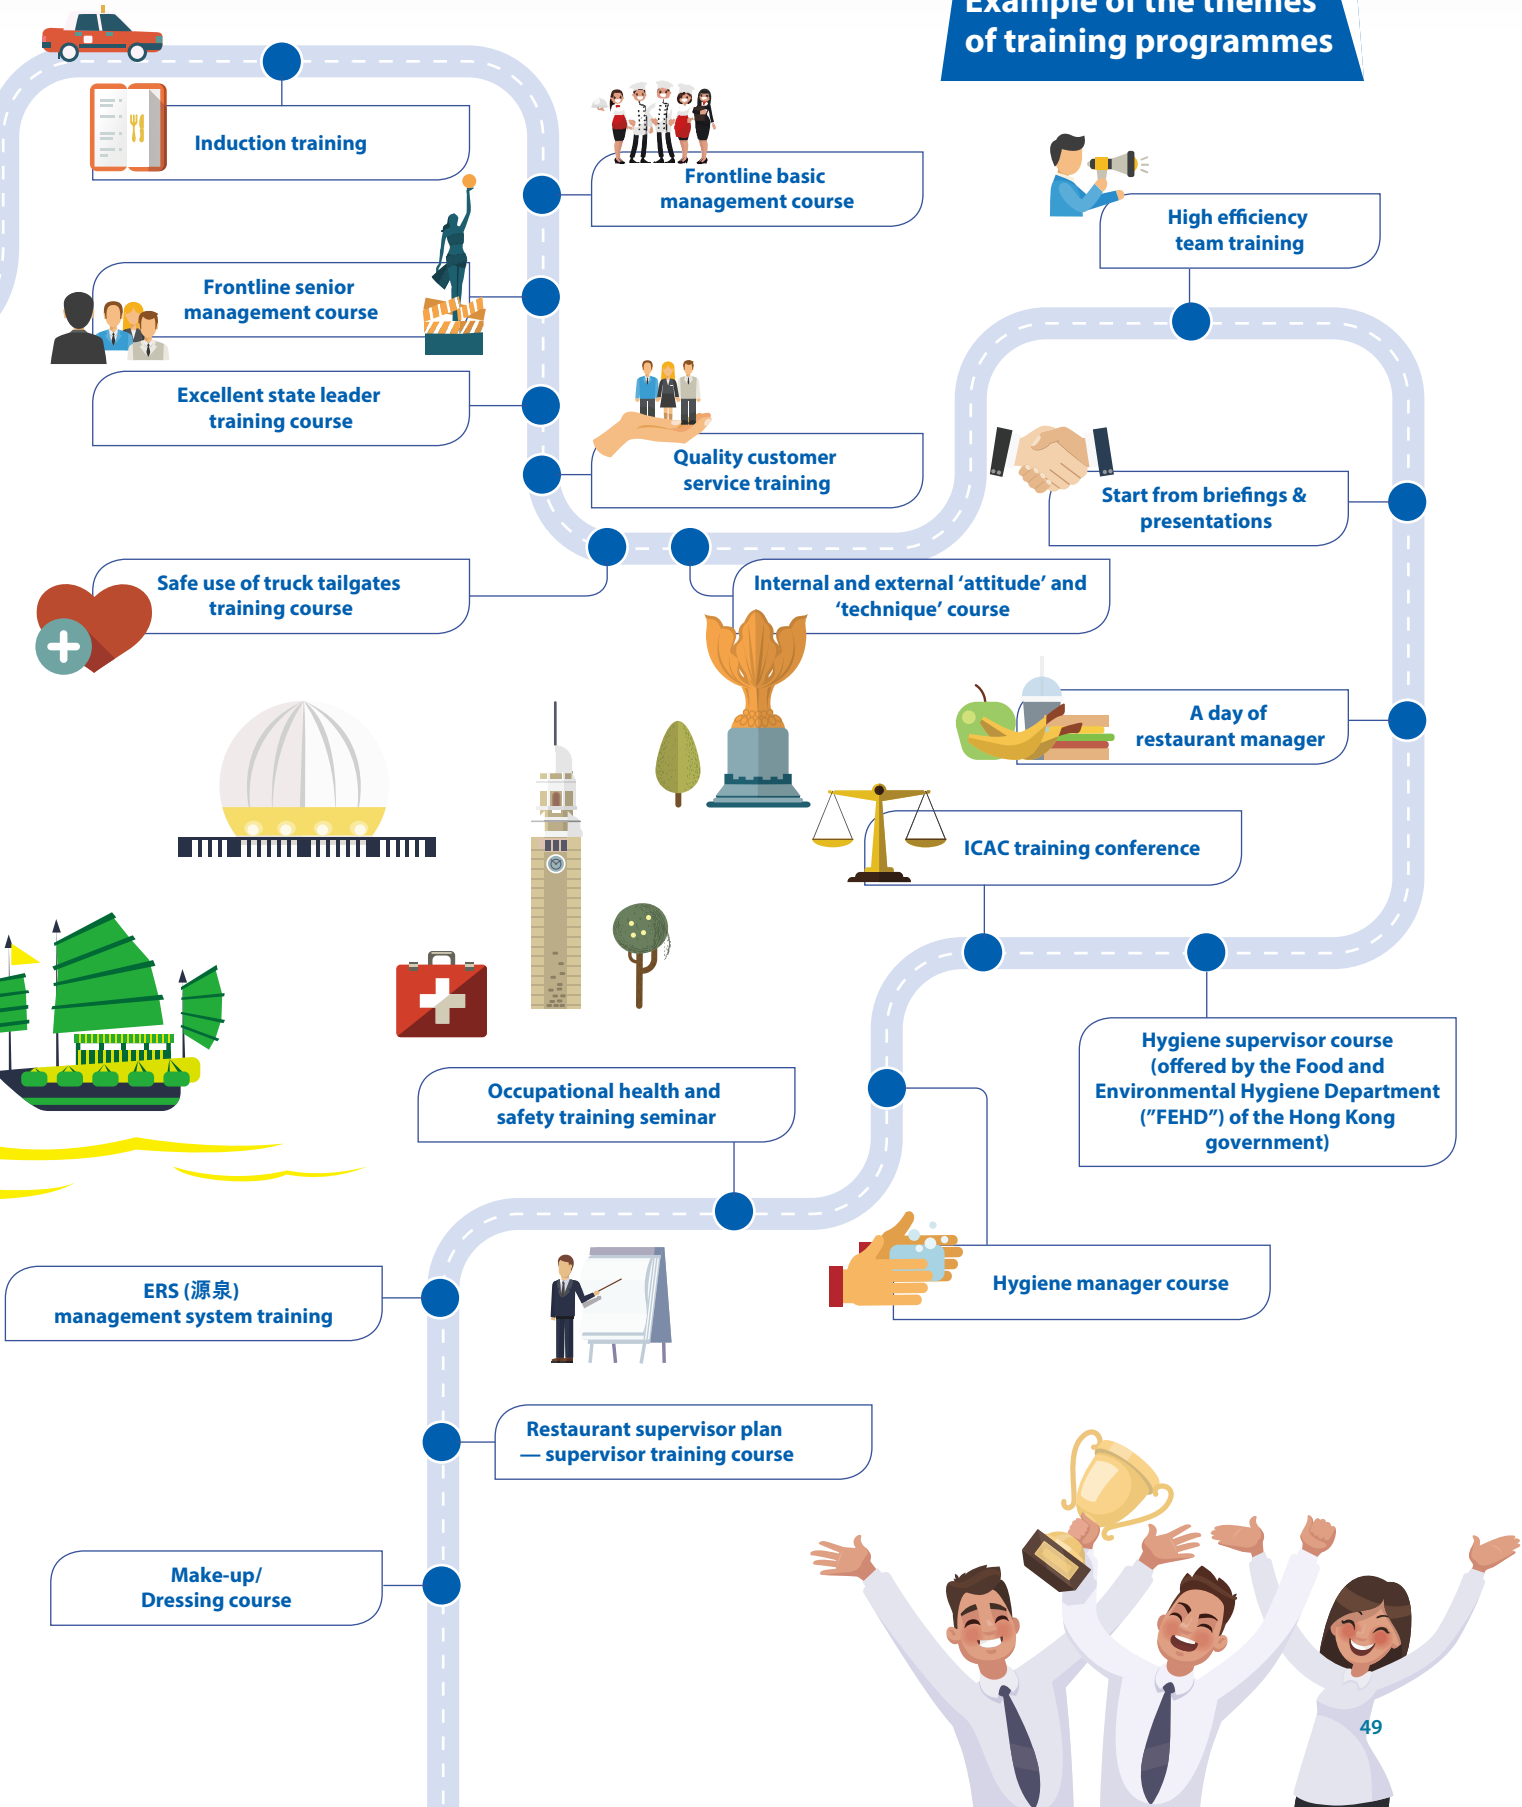 Example of the themes
of training programmes
Induction training
Frontline basic
management course
High efficiency
team training
Frontline senior
management course
Excellent state leader
training course
Quality customer
service training
Start from briefings &
presentations
Safe use of truck tailgates
training course
Internal and external ‘attitude’ and
‘technique’ course
A day of
restaurant manager
ICAC training conference
Hygiene supervisor course
(offered by the Food and
Environmental Hygiene Department
(”FEHD”) of the Hong Kong
government)
Occupational health and
safety training seminar
Hygiene manager course
ERS (源泉)
management system training
Restaurant supervisor plan
— supervisor training course
Make-up/
Dressing course
49